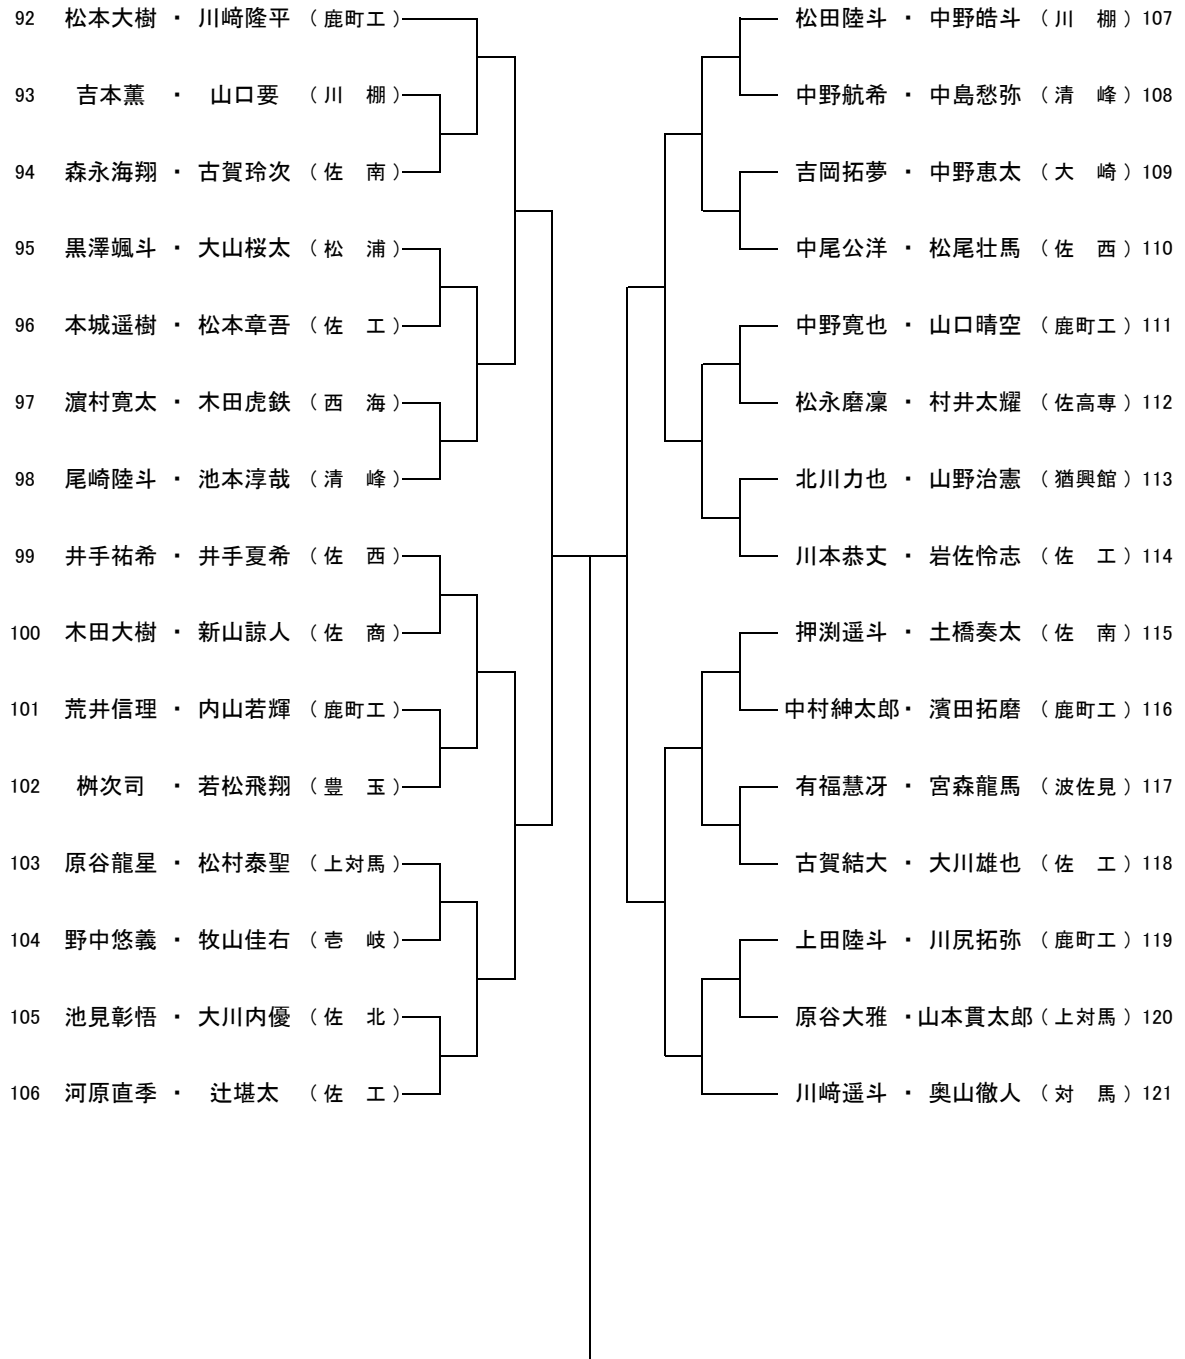 92 松本大樹 ・ 川﨑隆平 （鹿町工）
93 吉本薫 ・ 山口要 （川　棚）
94 森永海翔 ・ 古賀玲次 （佐　南）
95 黒澤颯斗 ・ 大山桜太 （松　浦）
96 本城遥樹 ・ 松本章吾 （佐　工）
97 濵村寛太 ・ 木田虎鉄 （西　海）
98 尾崎陸斗 ・ 池本淳哉 （清　峰）
99 井手祐希 ・ 井手夏希 （佐　西）
100 木田大樹 ・ 新山諒人 （佐　商）
101 荒井信理 ・ 内山若輝 （鹿町工）
102 桝次司 ・ 若松飛翔 （豊　玉）
103 原谷龍星 ・ 松村泰聖 （上対馬）
104 野中悠義 ・ 牧山佳右 （壱　岐）
105 池見彰悟 ・ 大川内優 （佐　北）
106 河原直季 ・ 辻堪太 （佐　工）
松田陸斗 ・ 中野皓斗 （川　棚） 107
中野航希 ・ 中島愁弥 （清　峰） 108
吉岡拓夢 ・ 中野恵太 （大　崎） 109
中尾公洋 ・ 松尾壮馬 （佐　西） 110
中野寛也 ・ 山口晴空 （鹿町工） 111
松永磨凜 ・ 村井太耀 （佐高専） 112
北川力也 ・ 山野治憲 （猶興館） 113
川本恭丈 ・ 岩佐怜志 （佐　工） 114
押渕遥斗 ・ 土橋奏太 （佐　南） 115
中村紳太郎・ 濱田拓磨 （鹿町工） 116
有福慧冴 ・ 宮森龍馬 （波佐見） 117
古賀結大 ・ 大川雄也 （佐　工） 118
上田陸斗 ・ 川尻拓弥 （鹿町工） 119
原谷大雅 ・山本貫太郎（上対馬） 120
川﨑遥斗 ・ 奥山徹人 （対　馬） 121